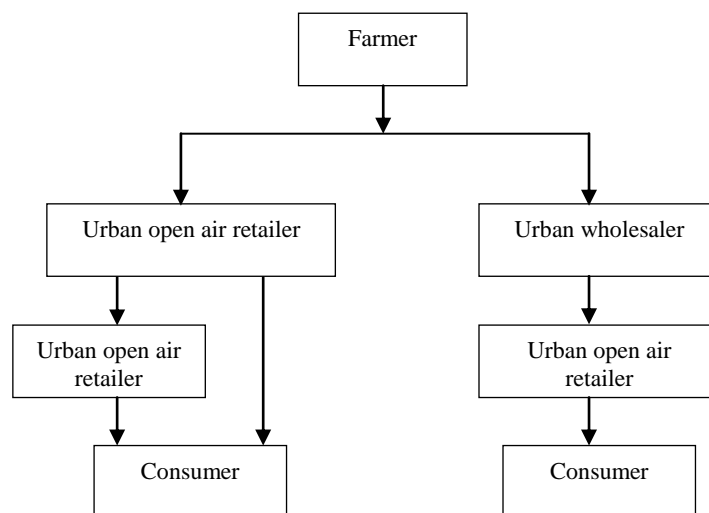 Farmer
Urban open air retailer
Urban wholesaler
Urban open air
retailer
Urban open air
retailer
Consumer
Consumer